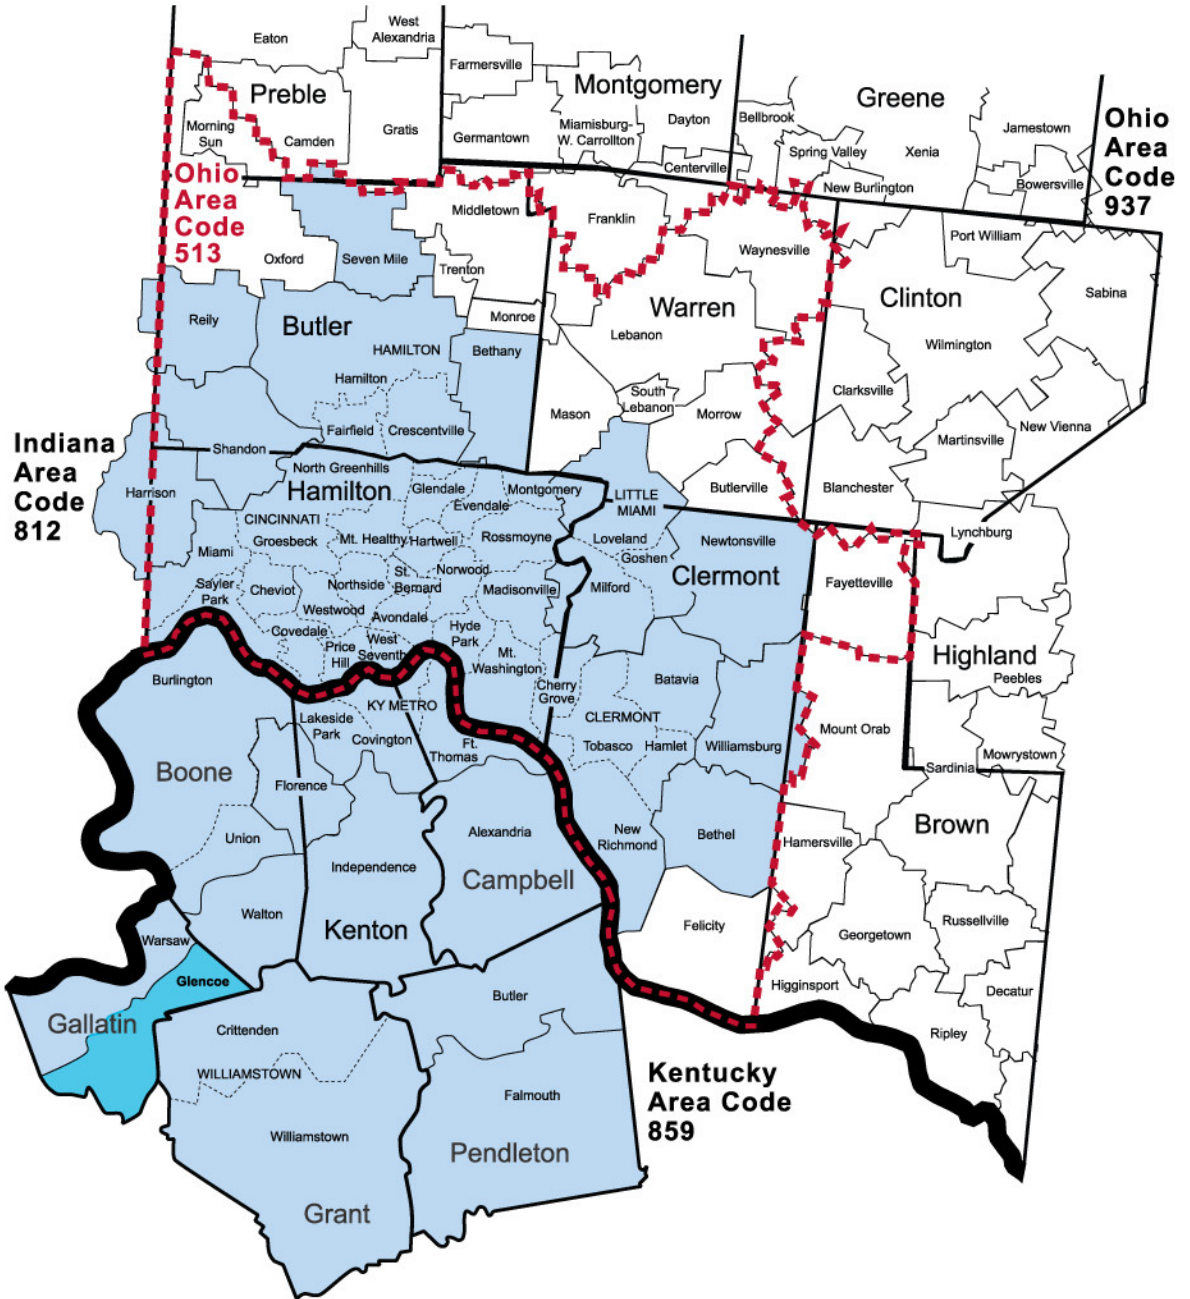 West
Alexandria
Eaton
Farmersville
Montgomery
Preble
Greene
Dayton
Bellbrook
Morning
Sun
Camden
Gratis
Germantown
Miamisburg-
W. Carrollton
Jamestown
Ohio
Area
Code
937
Spring Valley
Xenia
Centerville
Bowersville
New Burlington
Ohio
Area
Code
513
Middletown
Franklin
Port William
Waynesville
Oxford
Seven Mile
Trenton
Sabina
Clinton
Warren
Reily
Butler
Monroe
Lebanon
Wilmington
HAMILTON
Bethany
Hamilton
South
Lebanon
Clarksville
Mason
Morrow
New Vienna
Fairfield
Crescentville
Martinsville
Indiana
Area
Code
812
Shandon
North Greenhills
Hamilton
Glendale
Montgomery
Butlerville
Blanchester
Harrison
LITTLE
MIAMI
Evendale
CINCINNATI
Lynchburg
Groesbeck
Mt. Healthy
Hartwell
Rossmoyne
Loveland
Newtonsville
Miami
Goshen
Clermont
Fayetteville
Sayler
Park
Cheviot
Northside
St.
Bernard
Norwood
Madisonville
Milford
Westwood
Avondale
Covedale
Price
Hill
West
Seventh
Hyde
Park
Mt.
Washington
Highland
Peebles
Burlington
Cherry
Grove
Batavia
KY METRO
Lakeside
Park
Covington
CLERMONT
Mount Orab
Ft.
Thomas
Tobasco
Hamlet
Williamsburg
Mowrystown
Sardinia
Boone
Florence
Union
Alexandria
New
Richmond
Bethel
Hamersville
Brown
Independence
Campbell
Walton
Kenton
Felicity
Russellville
Georgetown
Warsaw
Glencoe
Higginsport
Decatur
Butler
Gallatin
Crittenden
Ripley
WILLIAMSTOWN
Kentucky
Area Code
859
Falmouth
Williamstown
Pendleton
Grant